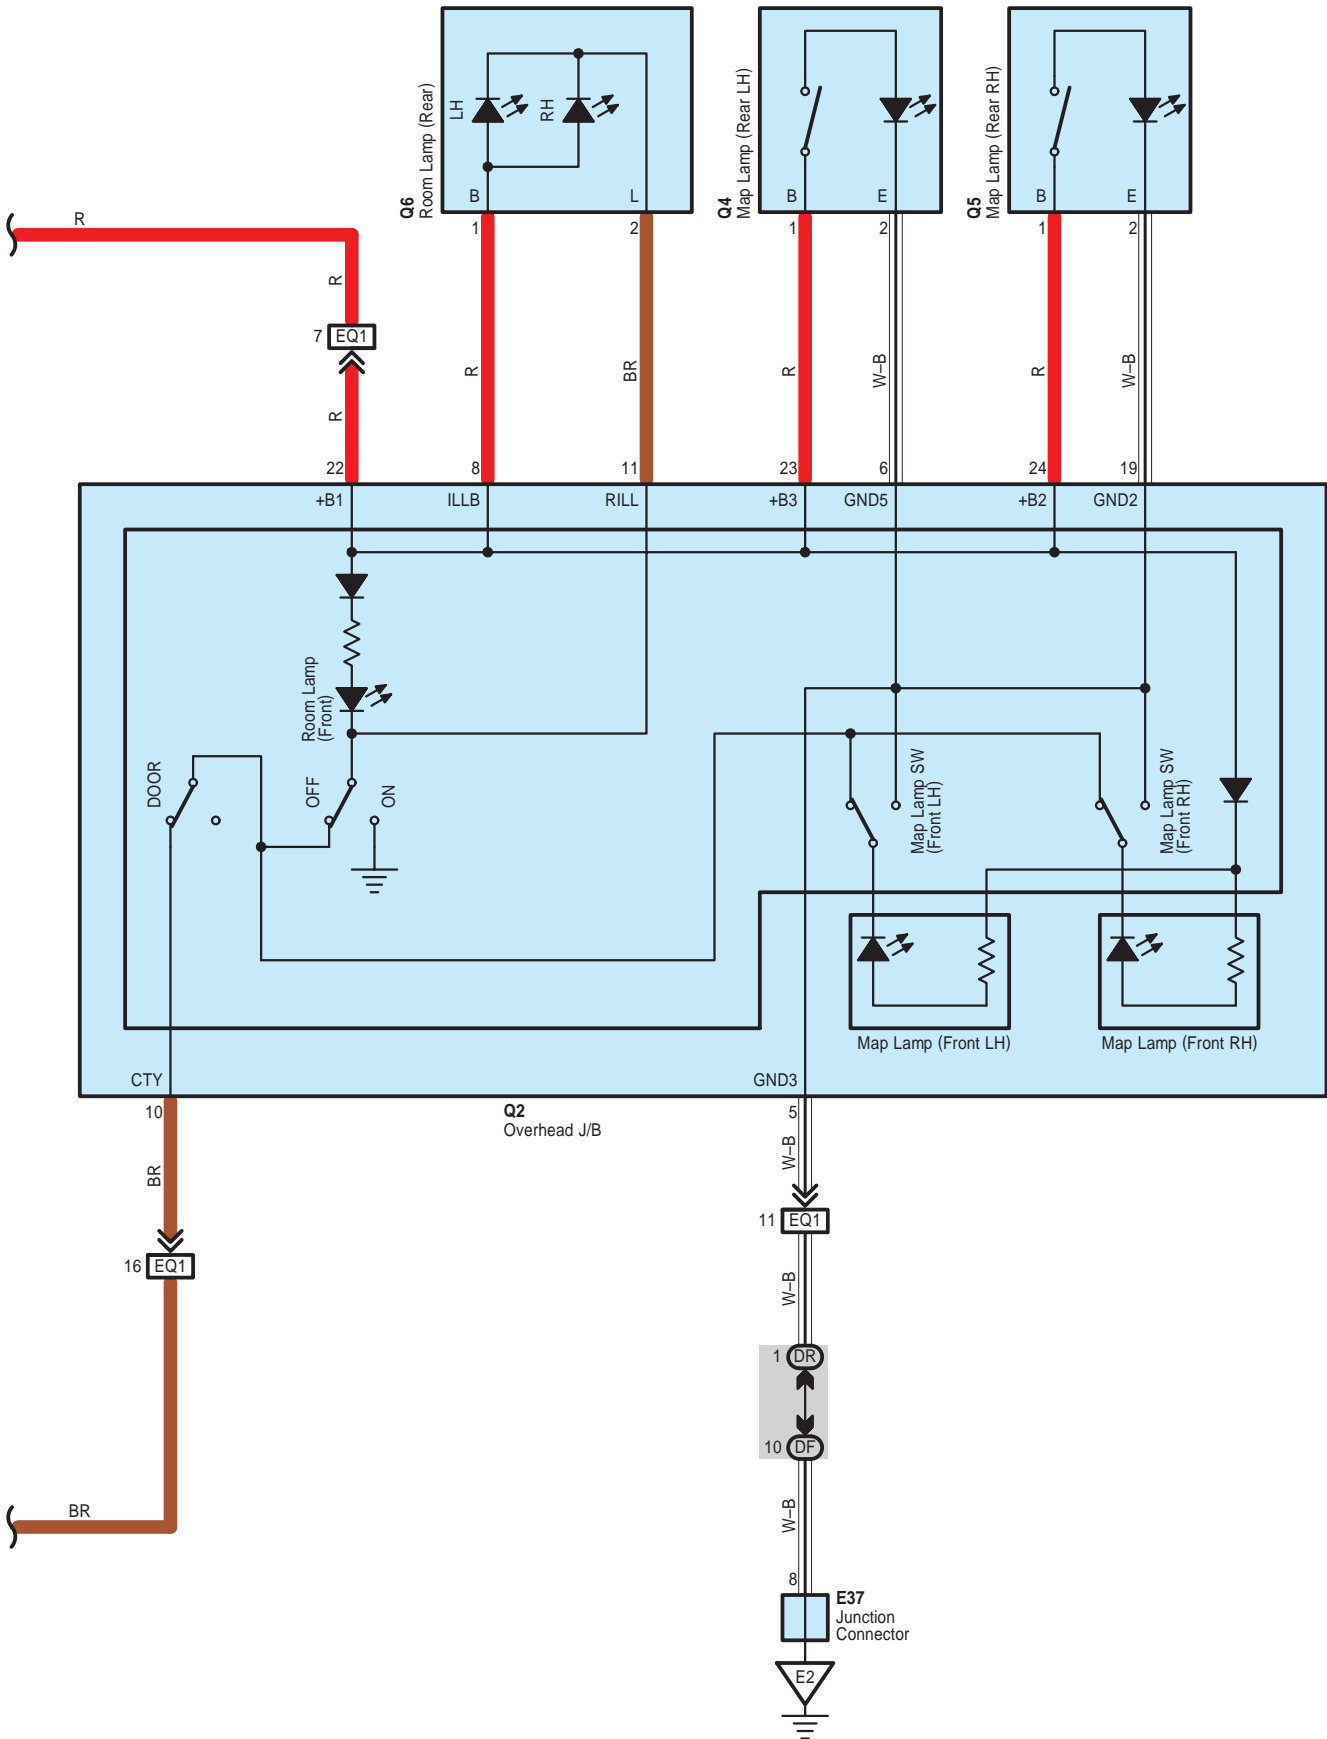 Q6
Room Lamp (Rear)
LH
RH
B
L
Q4
Map Lamp (Rear LH)
B
E
Q5
Map Lamp (Rear RH)
B
E
1
2
1
2
1
2
R
R
7
EQ1
R
R
BR
R
W–B
R
W–B
22
8
11
23
6
24
19
+B1
ILLB
RILL
+B3
GND5
+B2
GND2
Room Lamp
(Front)
DOOR
OFF
ON
Map Lamp SW
(Front LH)
Map Lamp SW
(Front RH)
Map Lamp (Front LH)
Map Lamp (Front RH)
CTY
GND3
10
Q2
Overhead J/B
5
BR
W–B
16
EQ1
11
EQ1
W–B
1
DR
10
DF
BR
W–B
8
E37
Junction
Connector
E2